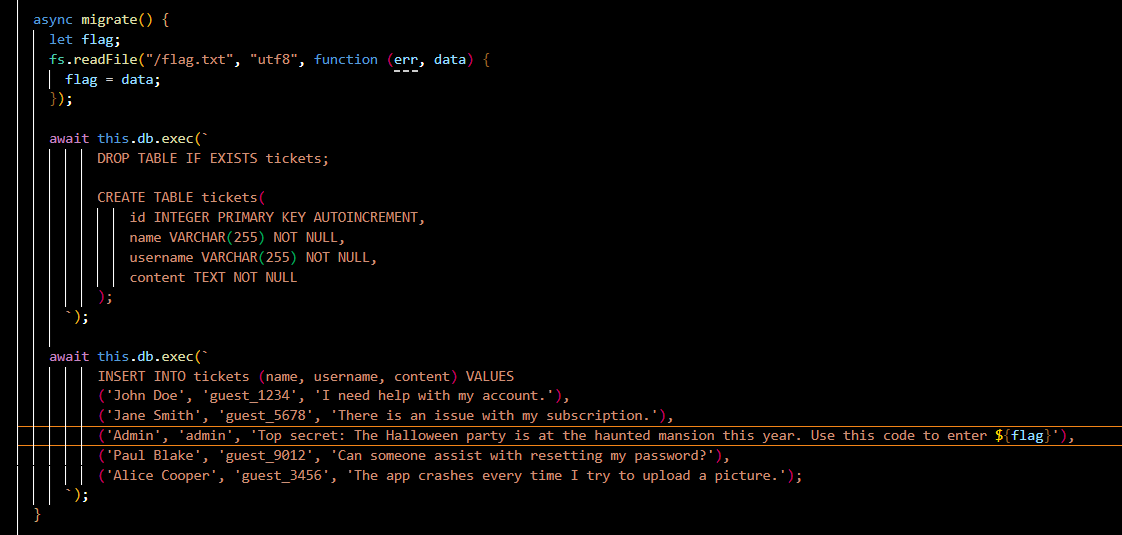 async migrate() {
let flag;
fs.readFile("/flag.txt", "utf8", function (err, data) {
flag = data;
});
await this.db.exec(`
DROP TABLE IF EXISTS tickets;
CREATE TABLE tickets(
id INTEGER PRIMARY KEY AUTOINCREMENT,
name VARCHAR(255) NOT NULL,
username VARCHAR(255) NOT NULL,
content TEXT NOT NULL
);
`);
await this.db.exec(`
INSERT INTO tickets (name, username, content) VALUES
('John Doe', 'guest_1234', 'I need help with my account.'),
('Jane Smith', 'guest_5678', 'There is an issue with my subscription.'),
('Admin', 'admin', 'Top secret: The Halloween party is at the haunted mansion this year. Use this code to enter ${flag}'),
('Paul Blake', 'guest_9012', 'Can someone assist with resetting my password?'),
('Alice Cooper', 'guest_3456', 'The app crashes every time I try to upload a picture.');
`);
}